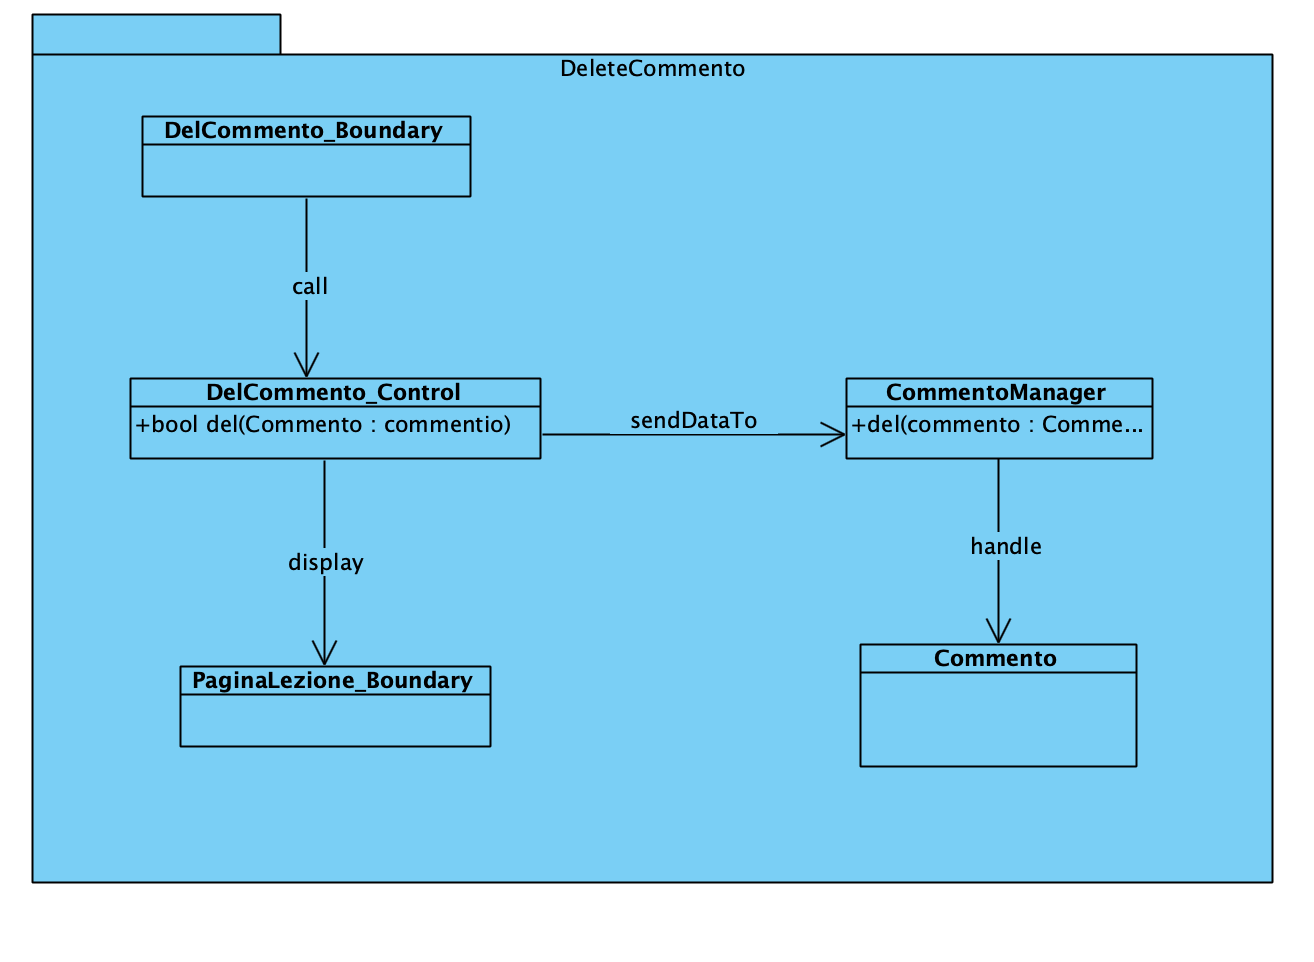 DeleteCommento
DelCommento_Boundary
call
DelCommento_Control
+bool del(Commento : commentio)
sendDataTo
CommentoManager
+del(commento : Comme...
display
handle
PaginaLezione_Boundary
Commento